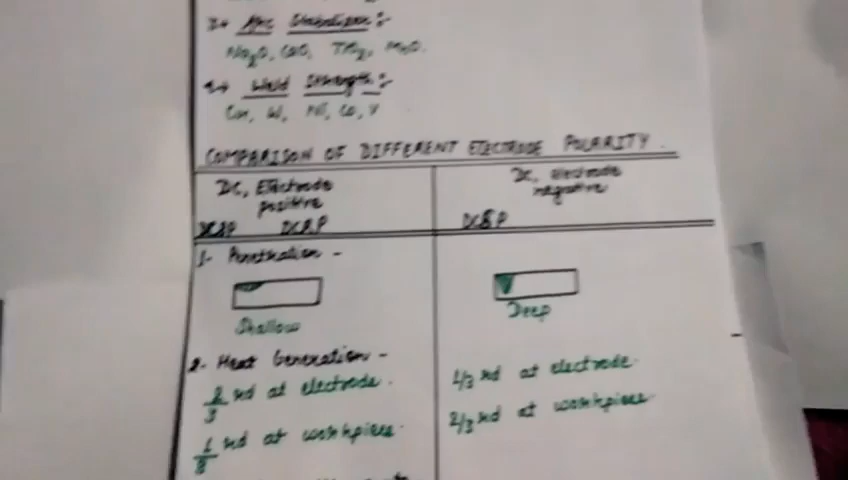 3→ Arc Stabalizer:-
Na₂O, CaO, TiO₂, MgO.
4→ Weld Strength:-
Cu, W, Ni, Co, V
COMPARISON OF DIFFERENT ELECTRODE POLARITY.
DC, Electrode positive
DC, Electrode negative
DCRP
DCSP
1- Penetration -
Shallow
Deep
2- Heat Generation -
2/3 rd at electrode.
1/3 rd at electrode.
1/3 rd at workpiece.
2/3 rd at workpiece.